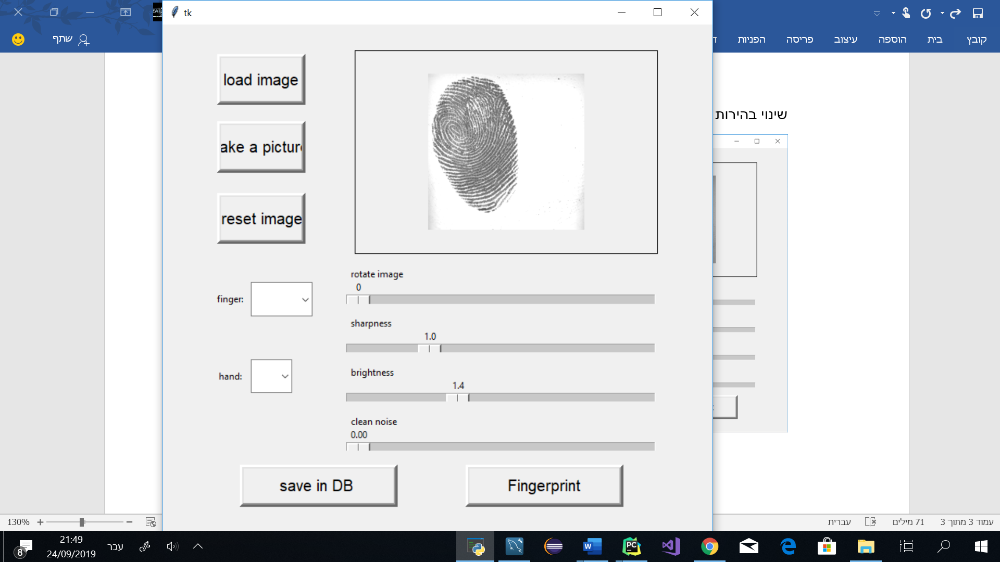 tk
שתף
קובץ
בית
הוספה
עיצוב
פריסה
הפניות
שינוי בהירות
load image
ake a picture
reset image
finger:
hand:
rotate image
0
sharpness
1.0
brightness
1.4
clean noise
0.00
save in DB
Fingerprint
130%
עמוד 3 מתוך 3
71 מילים
עברית
21:49
24/09/2019
עבר
8
W
PC